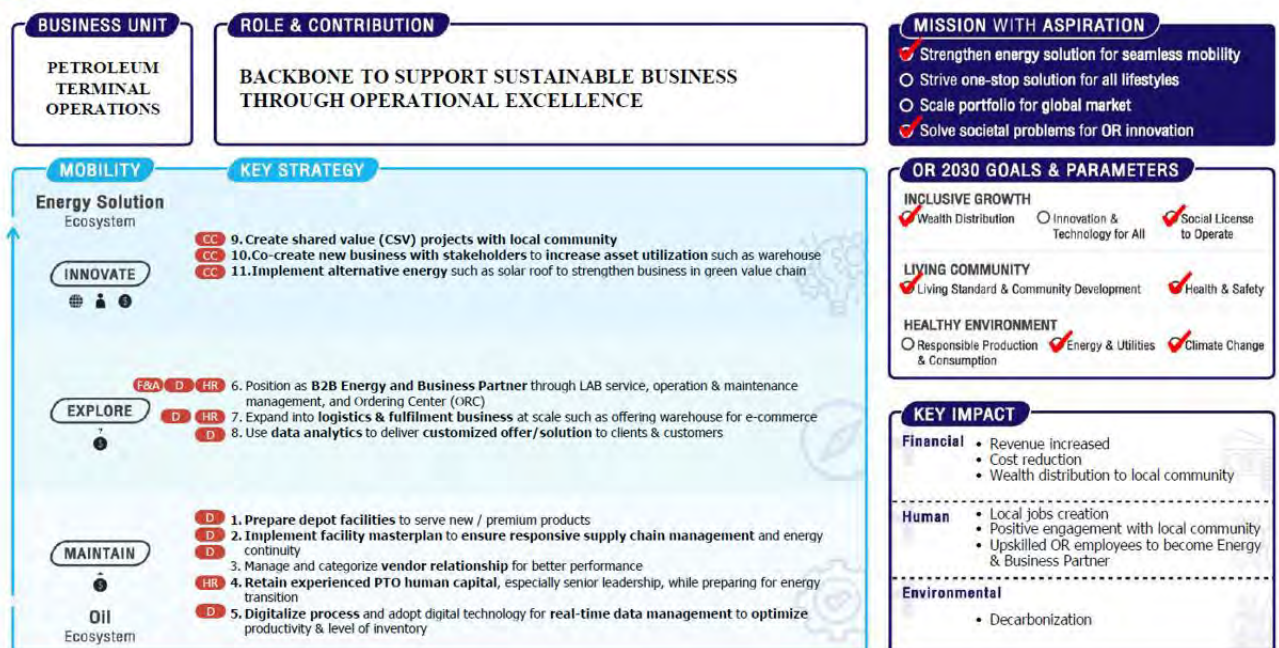 BUSINESS UNIT
PETROLEUM
TERMINAL
OPERATIONS
ROLE & CONTRIBUTION
BACKBONE TO SUPPORT SUSTAINABLE BUSINESS
THROUGH OPERATIONAL EXCELLENCE
MISSION WITH ASPIRATION
Strengthen energy solution for seamless mobility
Strive one-stop solution for all lifestyles
Scale portfolio for global market
Solve societal problems for OR innovation
MOBILITY
KEY STRATEGY
Energy Solution
Ecosystem
INNOVATE
CC 9. Create shared value (CSV) projects with local community
CC 10.Co-create new business with stakeholders to increase asset utilization such as warehouse
CC 11.Implement alternative energy such as solar roof to strengthen business in green value chain
EXPLORE
F&A D HR 6. Position as B2B Energy and Business Partner through LAB service, operation & maintenance
management, and Ordering Center (ORC)
D HR 7. Expand into logistics & fulfilment business at scale such as offering warehouse for e-commerce
D 8. Use data analytics to deliver customized offer/solution to clients & customers
MAINTAIN
D 1. Prepare depot facilities to serve new / premium products
D 2. Implement facility masterplan to ensure responsive supply chain management and energy
D continuity
3. Manage and categorize vendor relationship for better performance
HR 4. Retain experienced PTO human capital, especially senior leadership, while preparing for energy
transition
D 5. Digitalize process and adopt digital technology for real-time data management to optimize
productivity & level of inventory
Oil
Ecosystem
OR 2030 GOALS & PARAMETERS
INCLUSIVE GROWTH
Wealth Distribution
Innovation &
Technology for All
Social License
to Operate
LIVING COMMUNITY
Living Standard & Community Development
Health & Safety
HEALTHY ENVIRONMENT
Responsible Production
& Consumption
Energy & Utilities
Climate Change
KEY IMPACT
Financial
• Revenue increased
• Cost reduction
• Wealth distribution to local community
Human
• Local jobs creation
• Positive engagement with local community
• Upskilled OR employees to become Energy
& Business Partner
Environmental
• Decarbonization